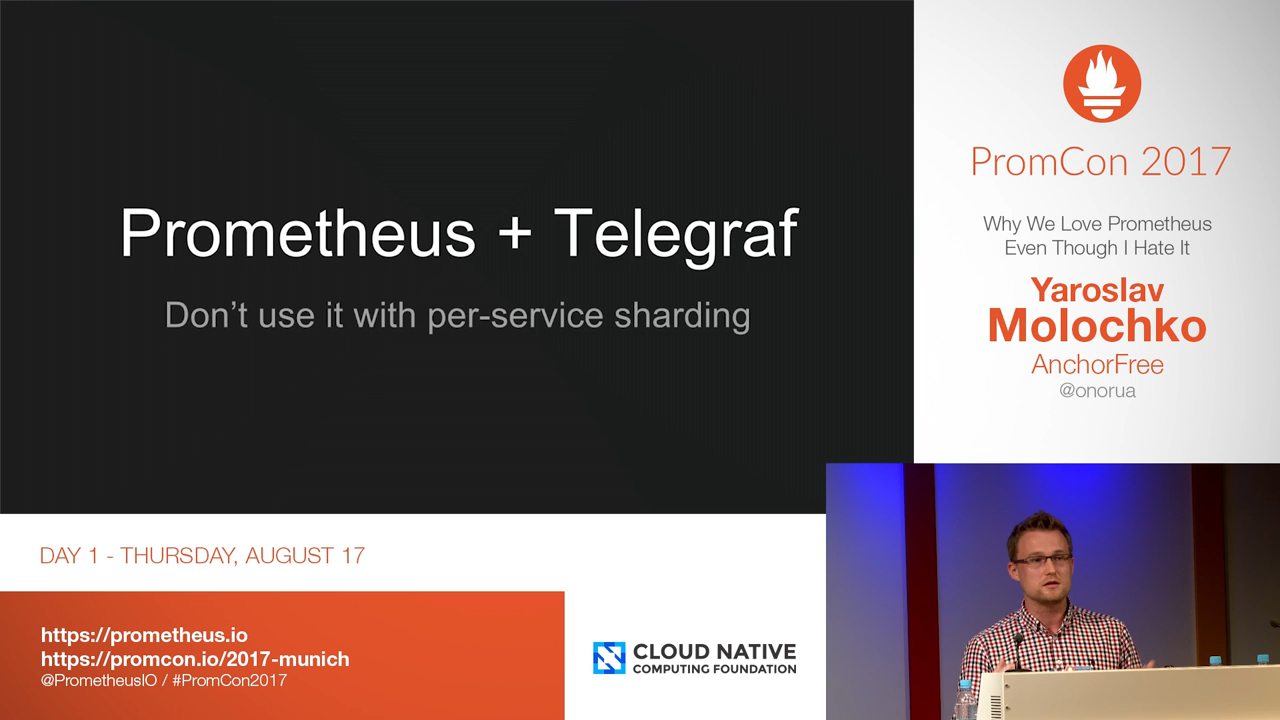 Prometheus + Telegraf
Don't use it with per-service sharding
PromCon 2017
Why We Love Prometheus
Even Though I Hate It
Yaroslav
Molochko
AnchorFree
@onorua
DAY 1 - THURSDAY, AUGUST 17
https://prometheus.io
https://promcon.io/2017-munich
@PrometheusIO / #PromCon2017
CLOUD NATIVE
COMPUTING FOUNDATION